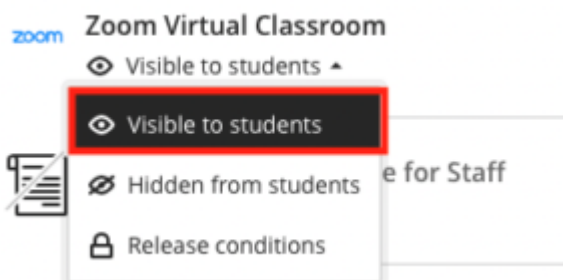 zoom
Zoom Virtual Classroom
Visible to students
Visible to students
e for Staff
Hidden from students
Release conditions